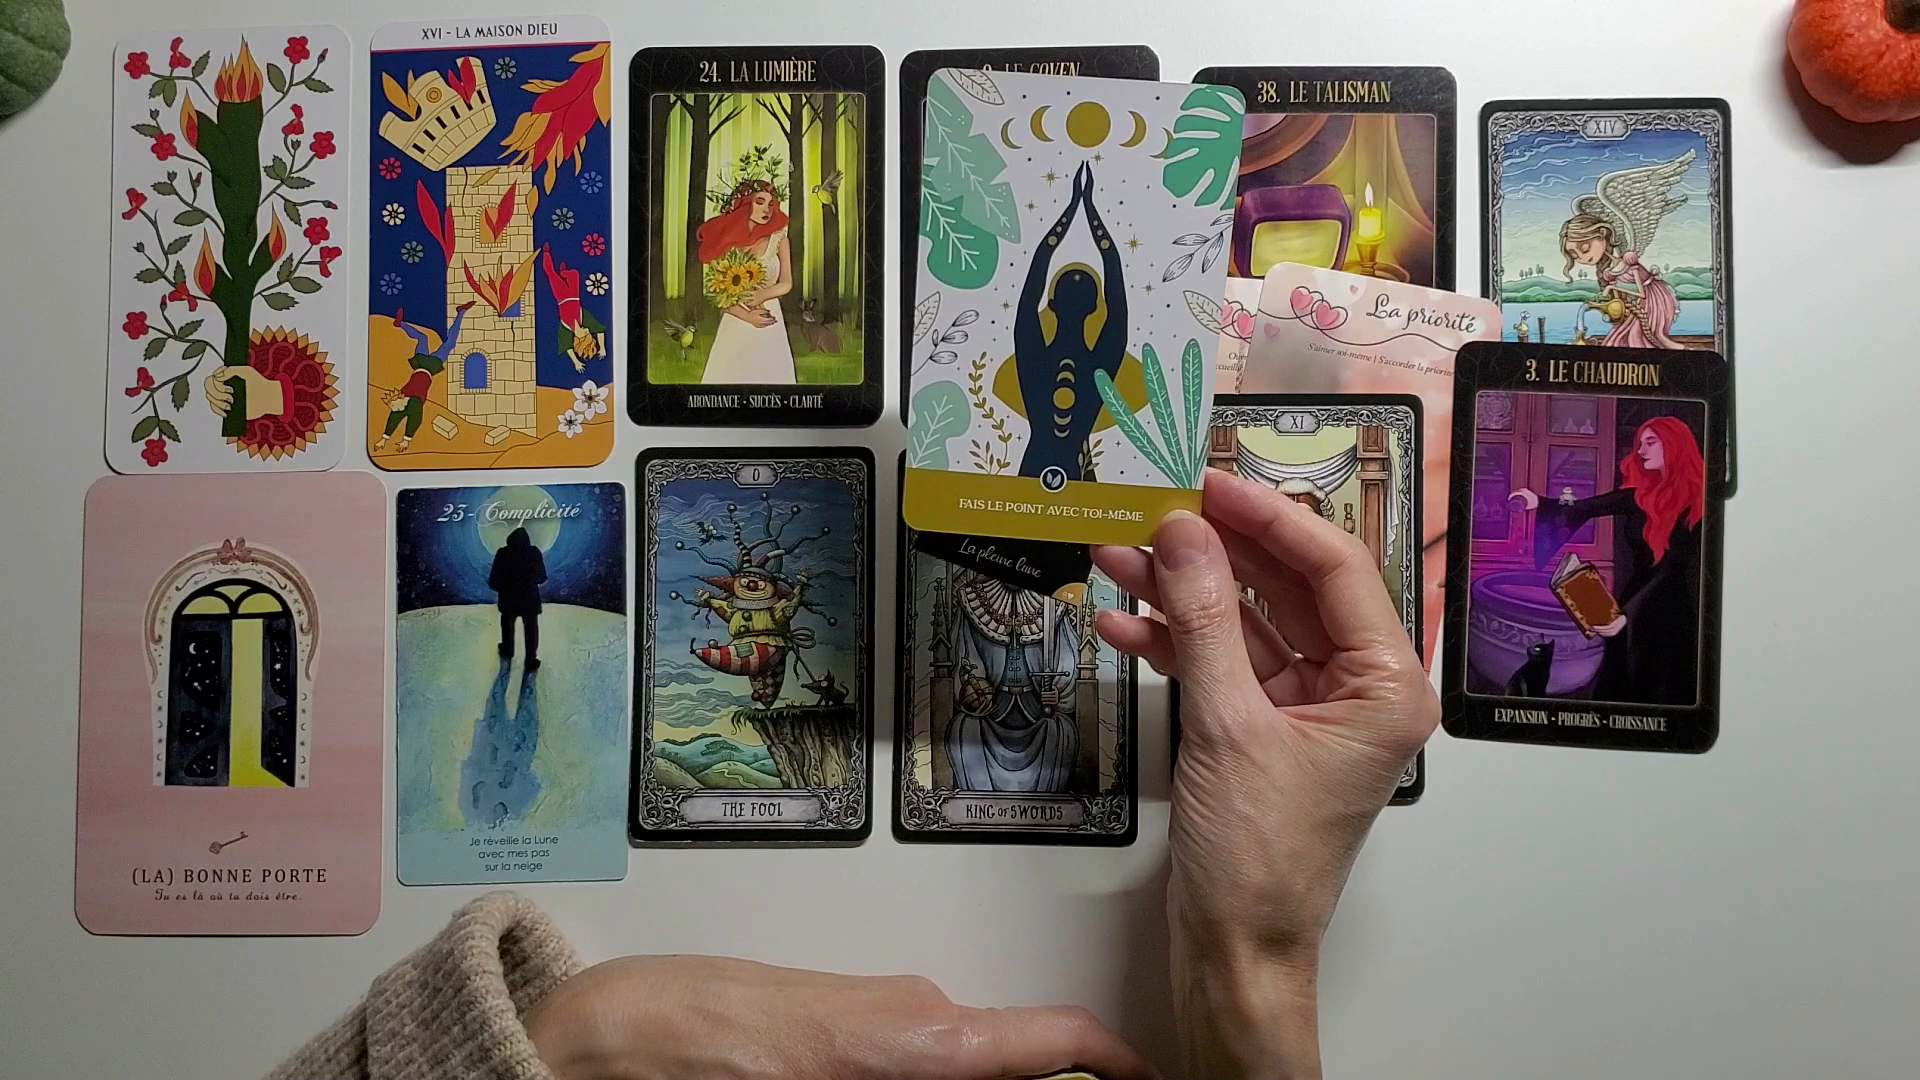 XVI - LA MAISON DIEU
24. LA LUMIÈRE
ABONDANCE - SUCCÈS - CLARTÉ
LE COVEN
38. LE TALISMAN
XIV
FAIS LE POINT AVEC TOI-MÊME
La priorité
S'aimer soi-même | S'accorder la priorité
3. LE CHAUDRON
EXPANSION - PROGRÈS - CROISSANCE
(LA) BONNE PORTE
Tu es là où tu dois être.
23 - Complicité
Je réveille la Lune
avec mes pas
sur la neige
0
THE FOOL
La pleine lune
KING OF SWORDS
XI